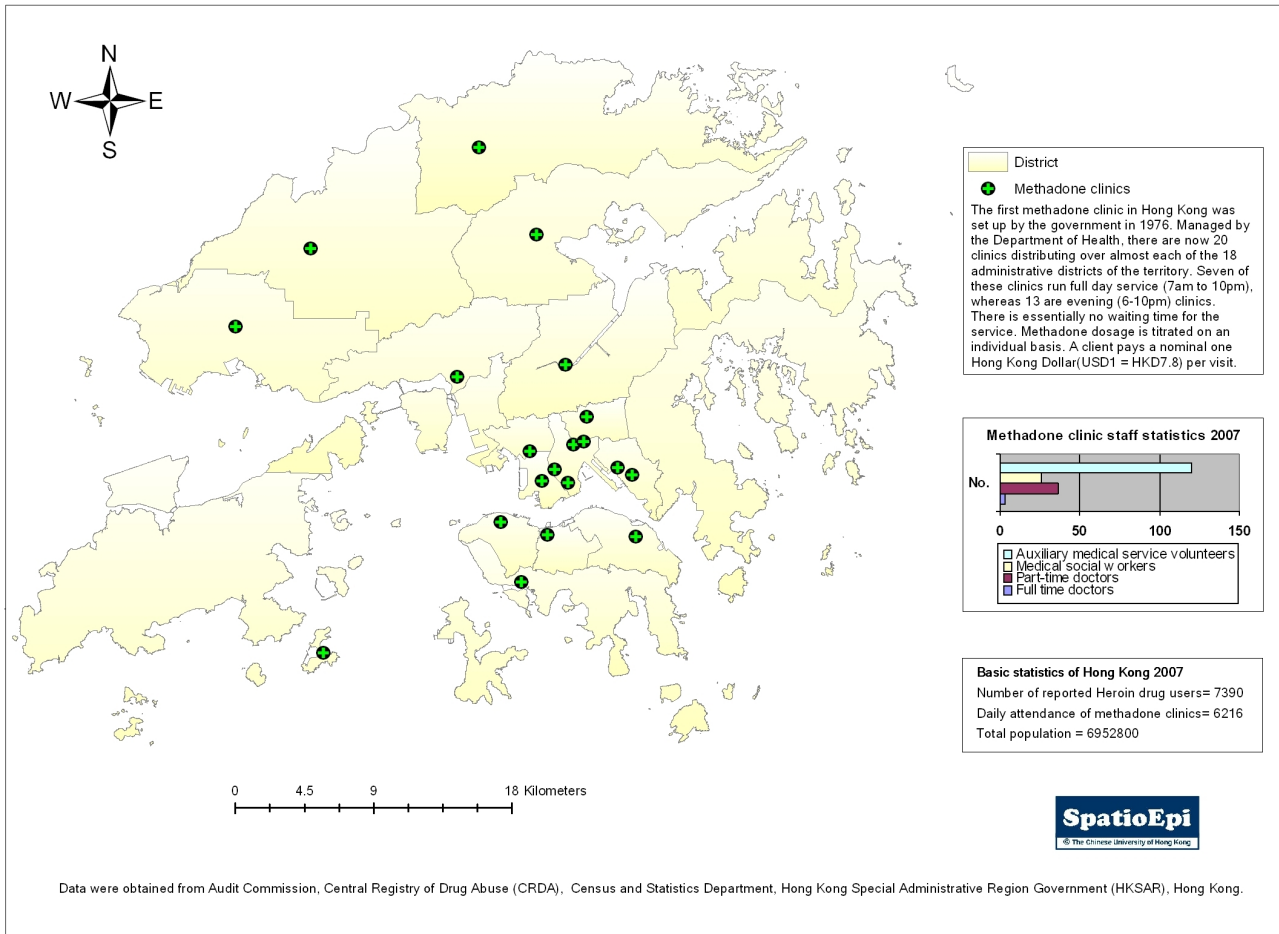 N
W E
S
District
Methadone clinics
The first methadone clinic in Hong Kong was
set up by the government in 1976. Managed by
the Department of Health, there are now 20
clinics distributing over almost each of the 18
administrative districts of the territory. Seven of
these clinics run full day service (7am to 10pm),
whereas 13 are evening (6-10pm) clinics.
There is essentially no waiting time for the
service. Methadone dosage is titrated on an
individual basis. A client pays a nominal one
Hong Kong Dollar(USD1 = HKD7.8) per visit.
Methadone clinic staff statistics 2007
No.
0 50 100 150
Auxiliary medical service volunteers
Medical social w orkers
Part-time doctors
Full time doctors
Basic statistics of Hong Kong 2007
Number of reported Heroin drug users= 7390
Daily attendance of methadone clinics= 6216
Total population = 6952800
0 4.5 9 18 Kilometers
SpatioEpi
© The Chinese University of Hong Kong
Data were obtained from Audit Commission, Central Registry of Drug Abuse (CRDA), Census and Statistics Department, Hong Kong Special Administrative Region Government (HKSAR), Hong Kong.